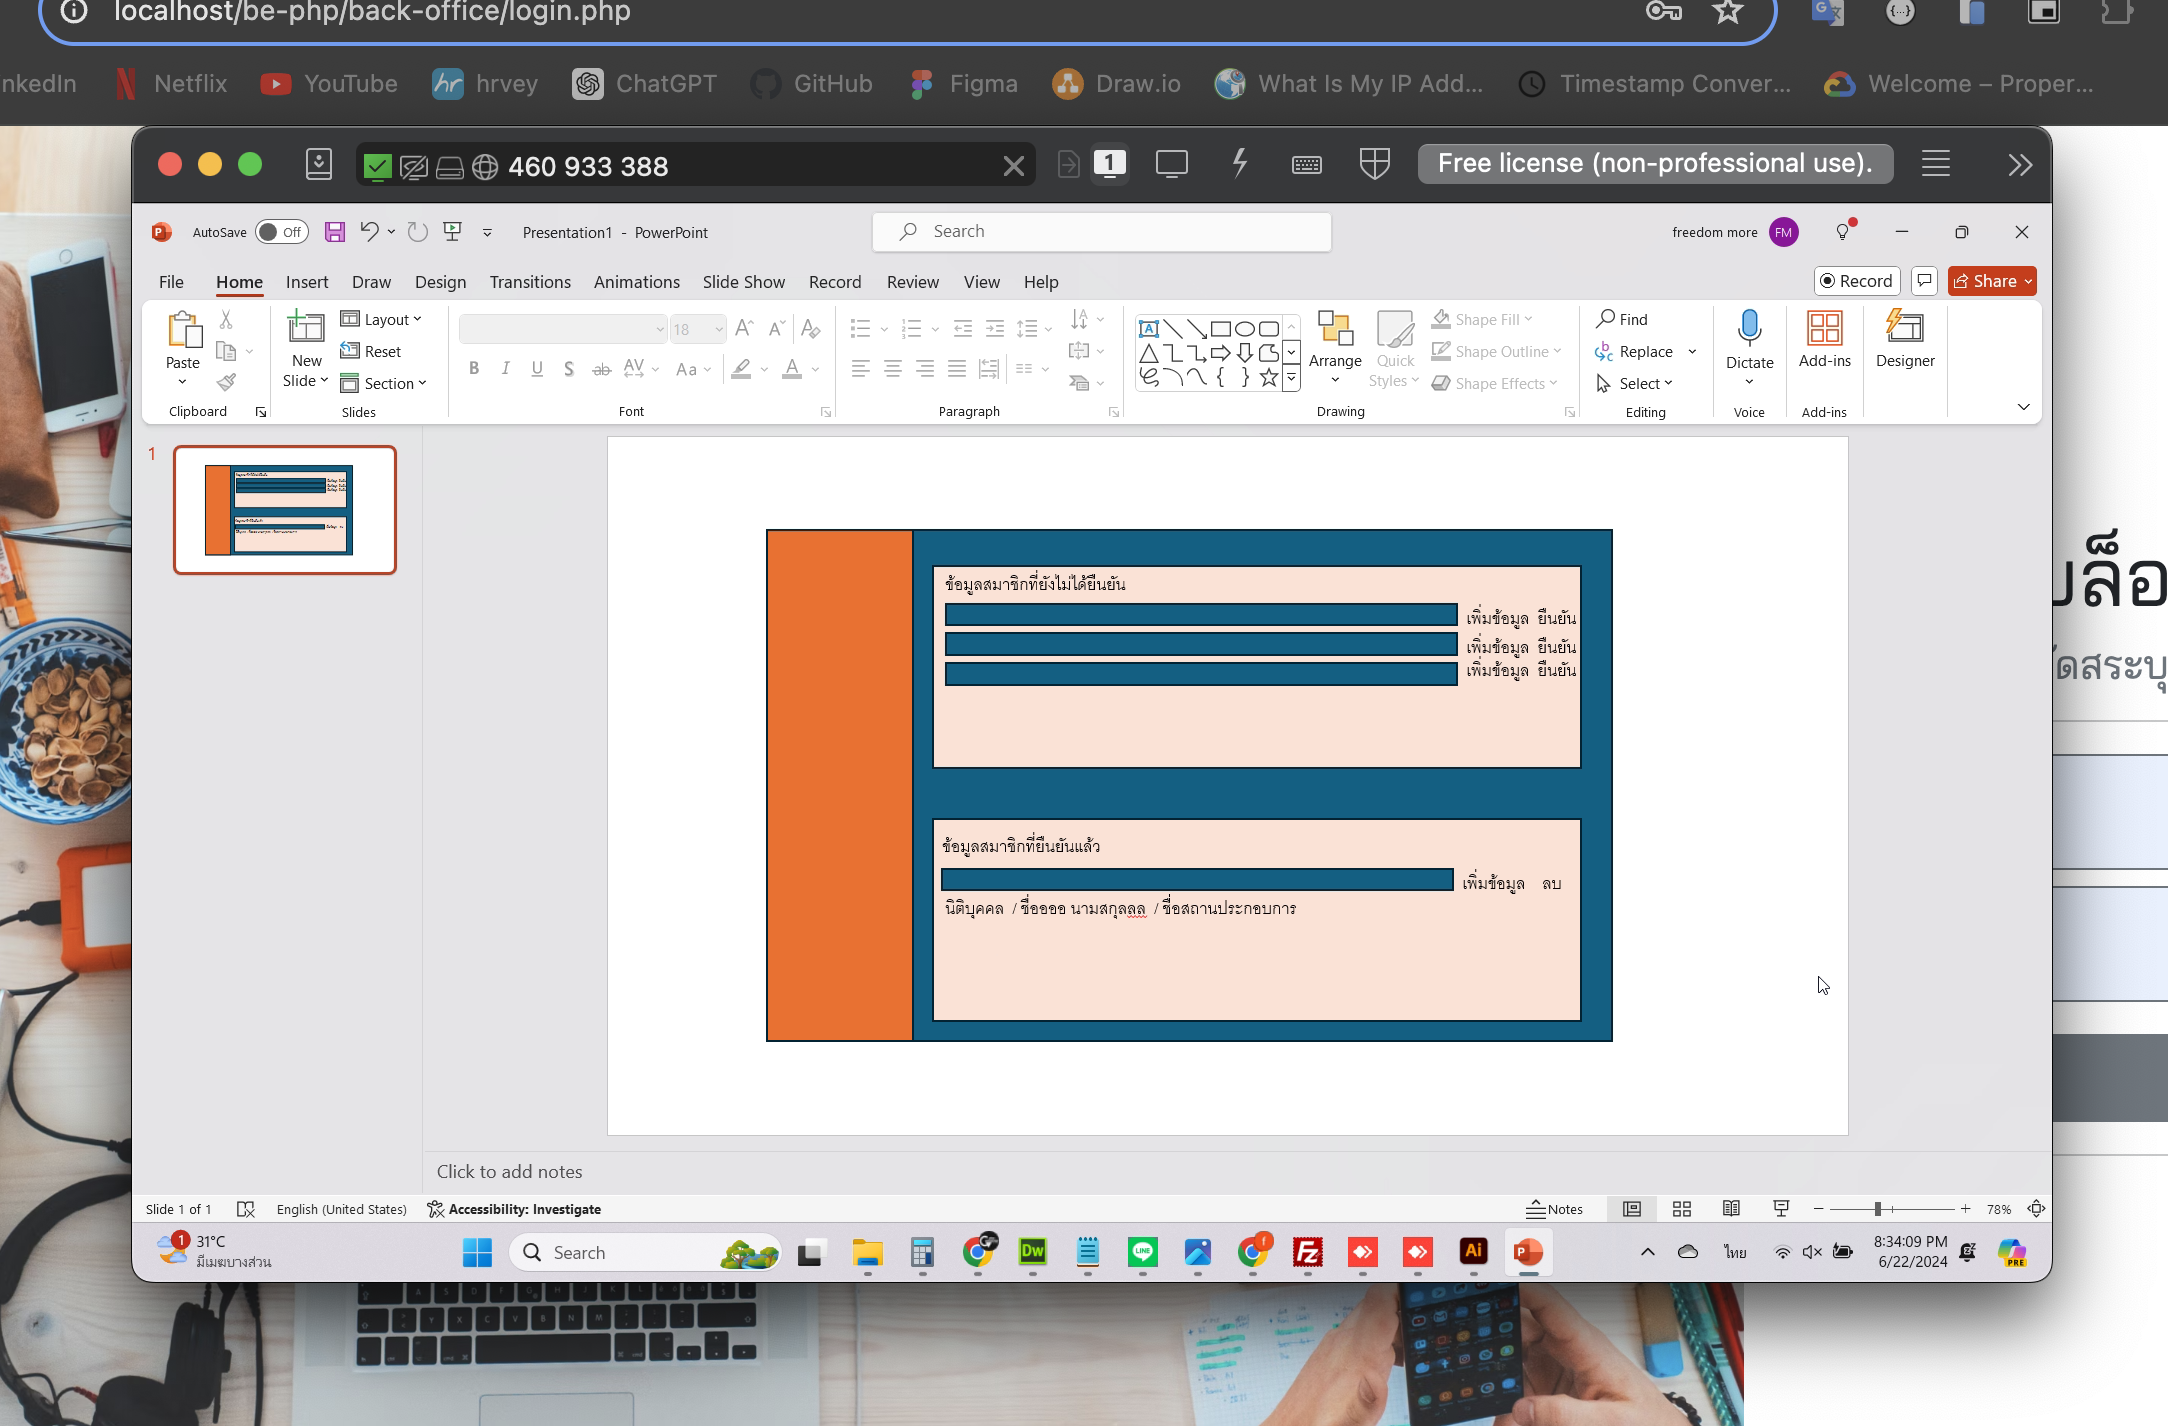 localhost/be-php/back-office/login.php
nkedIn Netflix YouTube hr hrvey ChatGPT GitHub Figma Draw.io What Is My IP Add... Timestamp Conver... Welcome – Proper...
460 933 388 1 Free license (non-professional use).
AutoSave Off Presentation1 - PowerPoint Search freedom more FM
File Home Insert Draw Design Transitions Animations Slide Show Record Review View Help Record Share
Paste
New Slide
Layout
Reset
Section
18
B I U S ab AV Aa A
Arrange
Quick Styles
Shape Fill
Shape Outline
Shape Effects
Find
Replace
Select
Dictate
Add-ins
Designer
Clipboard Slides Font Paragraph Drawing Editing Voice Add-ins
1
ข้อมูลสมาชิกที่ยังไม่ได้ยืนยัน
เพิ่มข้อมูล ยืนยัน
เพิ่มข้อมูล ยืนยัน
เพิ่มข้อมูล ยืนยัน
ข้อมูลสมาชิกที่ยืนยันแล้ว
เพิ่มข้อมูล ลบ
นิติบุคคล / ชื่อออออ นามสกุลลล / ชื่อสถานประกอบการ
Click to add notes
Slide 1 of 1 English (United States) Accessibility: Investigate Notes 78%
1 31°C
มีเมฆบางส่วน
Search Dw LINE Fz Ai P ไทย
8:34:09 PM
6/22/2024
PRE